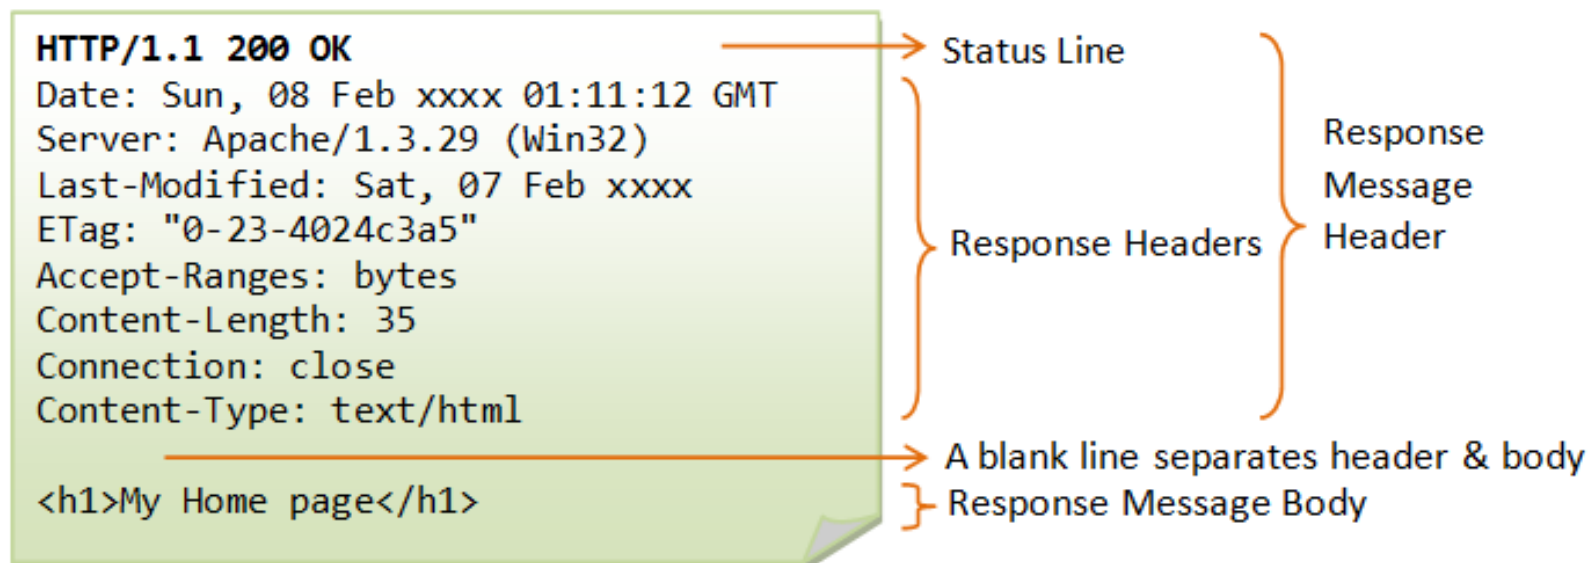 HTTP/1.1 200 OK
Date: Sun, 08 Feb xxxx 01:11:12 GMT
Server: Apache/1.3.29 (Win32)
Last-Modified: Sat, 07 Feb xxxx
ETag: "0-23-4024c3a5"
Accept-Ranges: bytes
Content-Length: 35
Connection: close
Content-Type: text/html
<h1>My Home page</h1>
Status Line
Response Headers
Response
Message
Header
A blank line separates header & body
Response Message Body